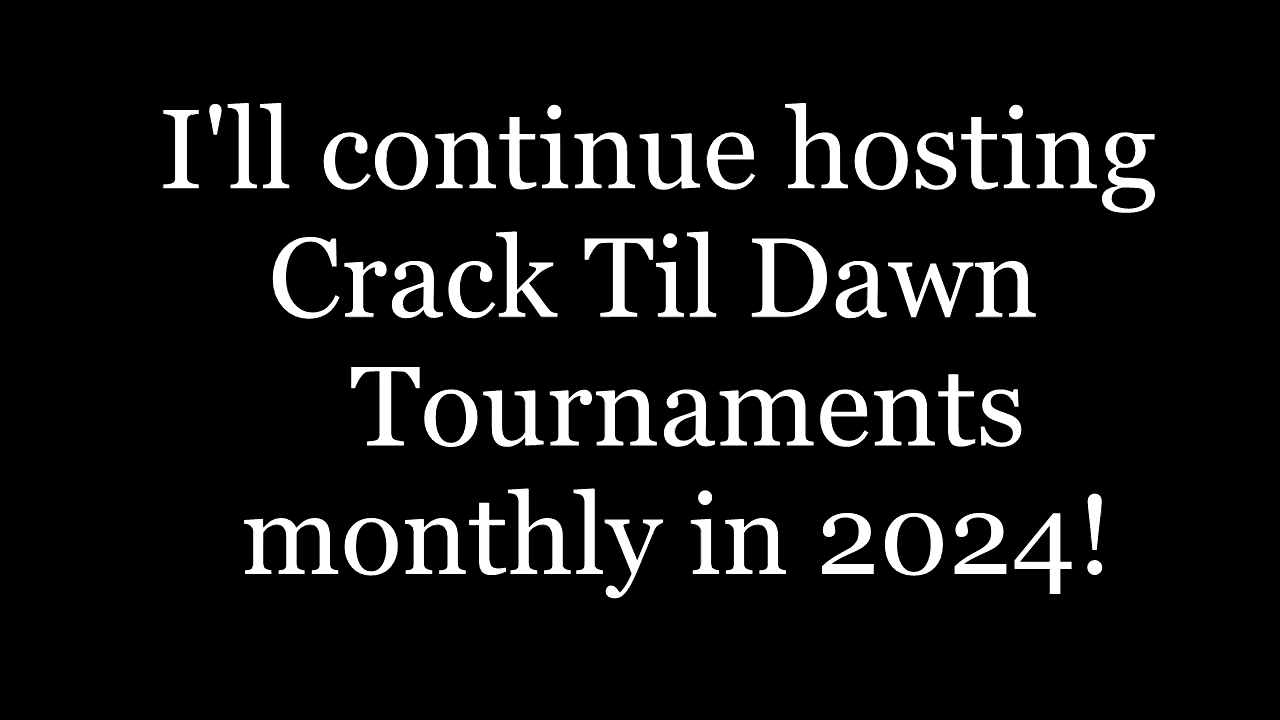 I'll continue hosting
Crack Til Dawn
Tournaments
monthly in 2024!